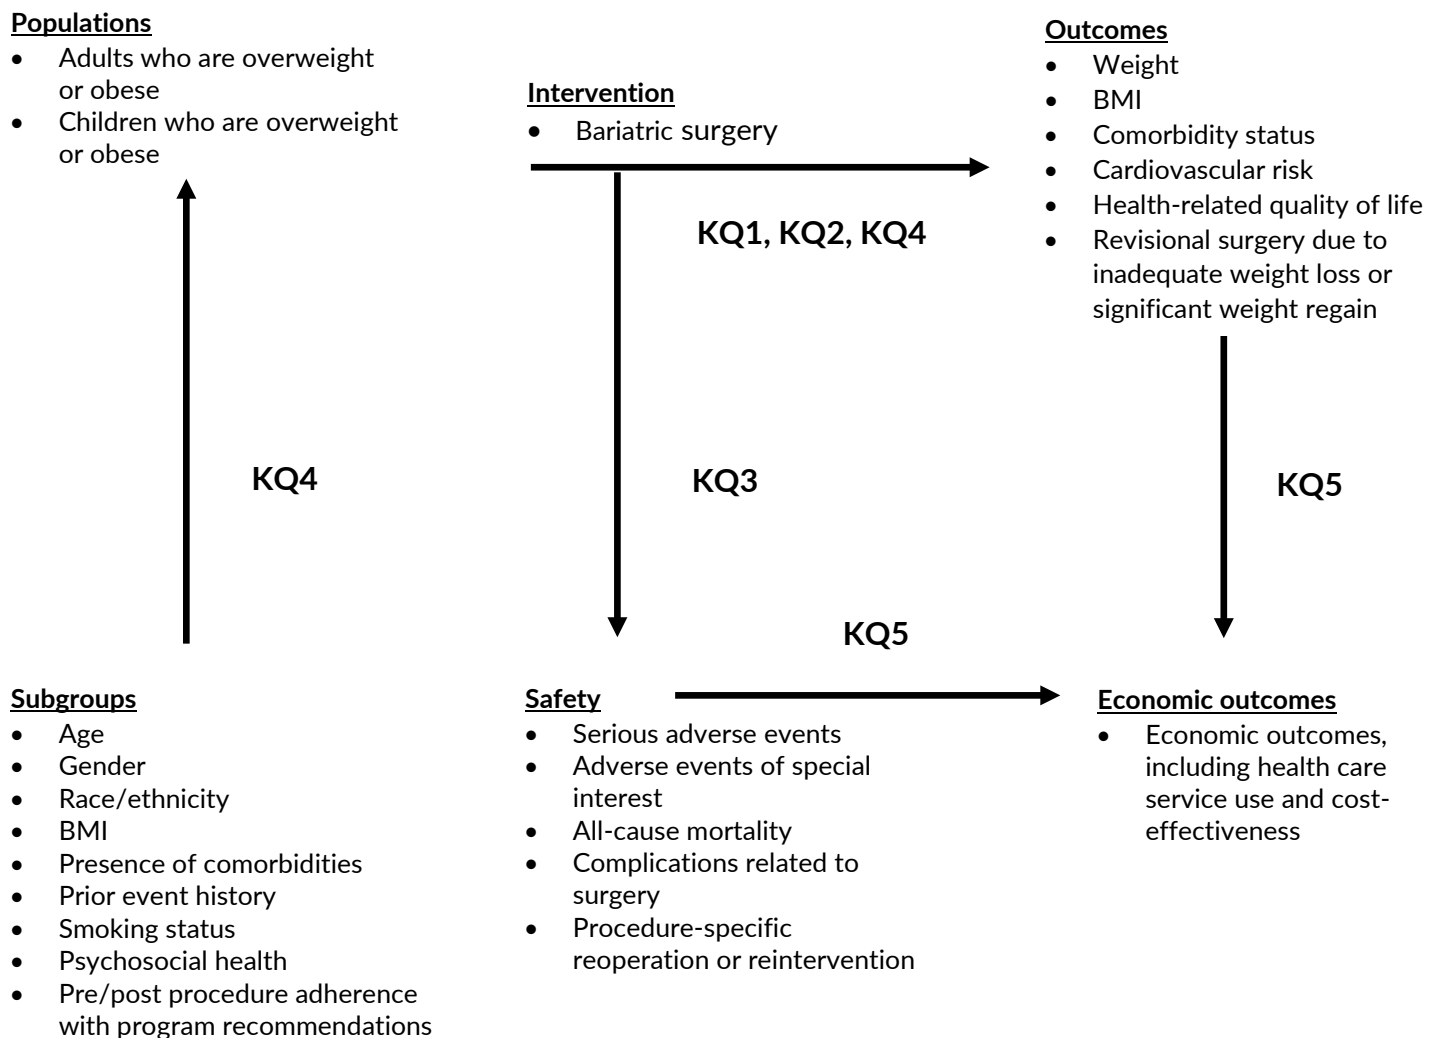 Populations
• Adults who are overweight
or obese
• Children who are overweight
or obese
Intervention
• Bariatric surgery
KQ1, KQ2, KQ4
Outcomes
• Weight
• BMI
• Comorbidity status
• Cardiovascular risk
• Health-related quality of life
• Revisional surgery due to
inadequate weight loss or
significant weight regain
KQ4
KQ3
KQ5
KQ5
Subgroups
• Age
• Gender
• Race/ethnicity
• BMI
• Presence of comorbidities
• Prior event history
• Smoking status
• Psychosocial health
• Pre/post procedure adherence
with program recommendations
Safety
• Serious adverse events
• Adverse events of special
interest
• All-cause mortality
• Complications related to
surgery
• Procedure-specific
reoperation or reintervention
Economic outcomes
• Economic outcomes,
including health care
service use and cost-
effectiveness